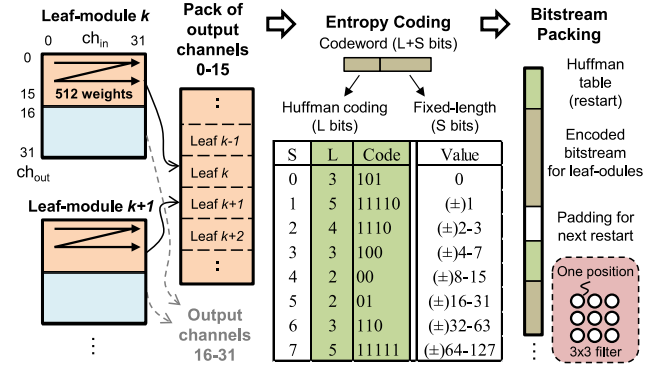 Leaf-module k
0 ch_in 31
0
512 weights
15
16
31
ch_out
Leaf-module k+1
⋮
Pack of
output
channels
0-15
⋮
Leaf k-1
Leaf k
Leaf k+1
Leaf k+2
⋮
Output
channels
16-31
Entropy Coding
Codeword (L+S bits)
Huffman coding
(L bits)
Fixed-length
(S bits)
S L Code Value
0 3 101 0
1 5 11110 (±)1
2 4 1110 (±)2-3
3 3 100 (±)4-7
4 2 00 (±)8-15
5 2 01 (±)16-31
6 3 110 (±)32-63
7 5 11111 (±)64-127
Bitstream
Packing
Huffman
table
(restart)
Encoded
bitstream
for leaf-odules
Padding for
next restart
One position
3x3 filter
⋮